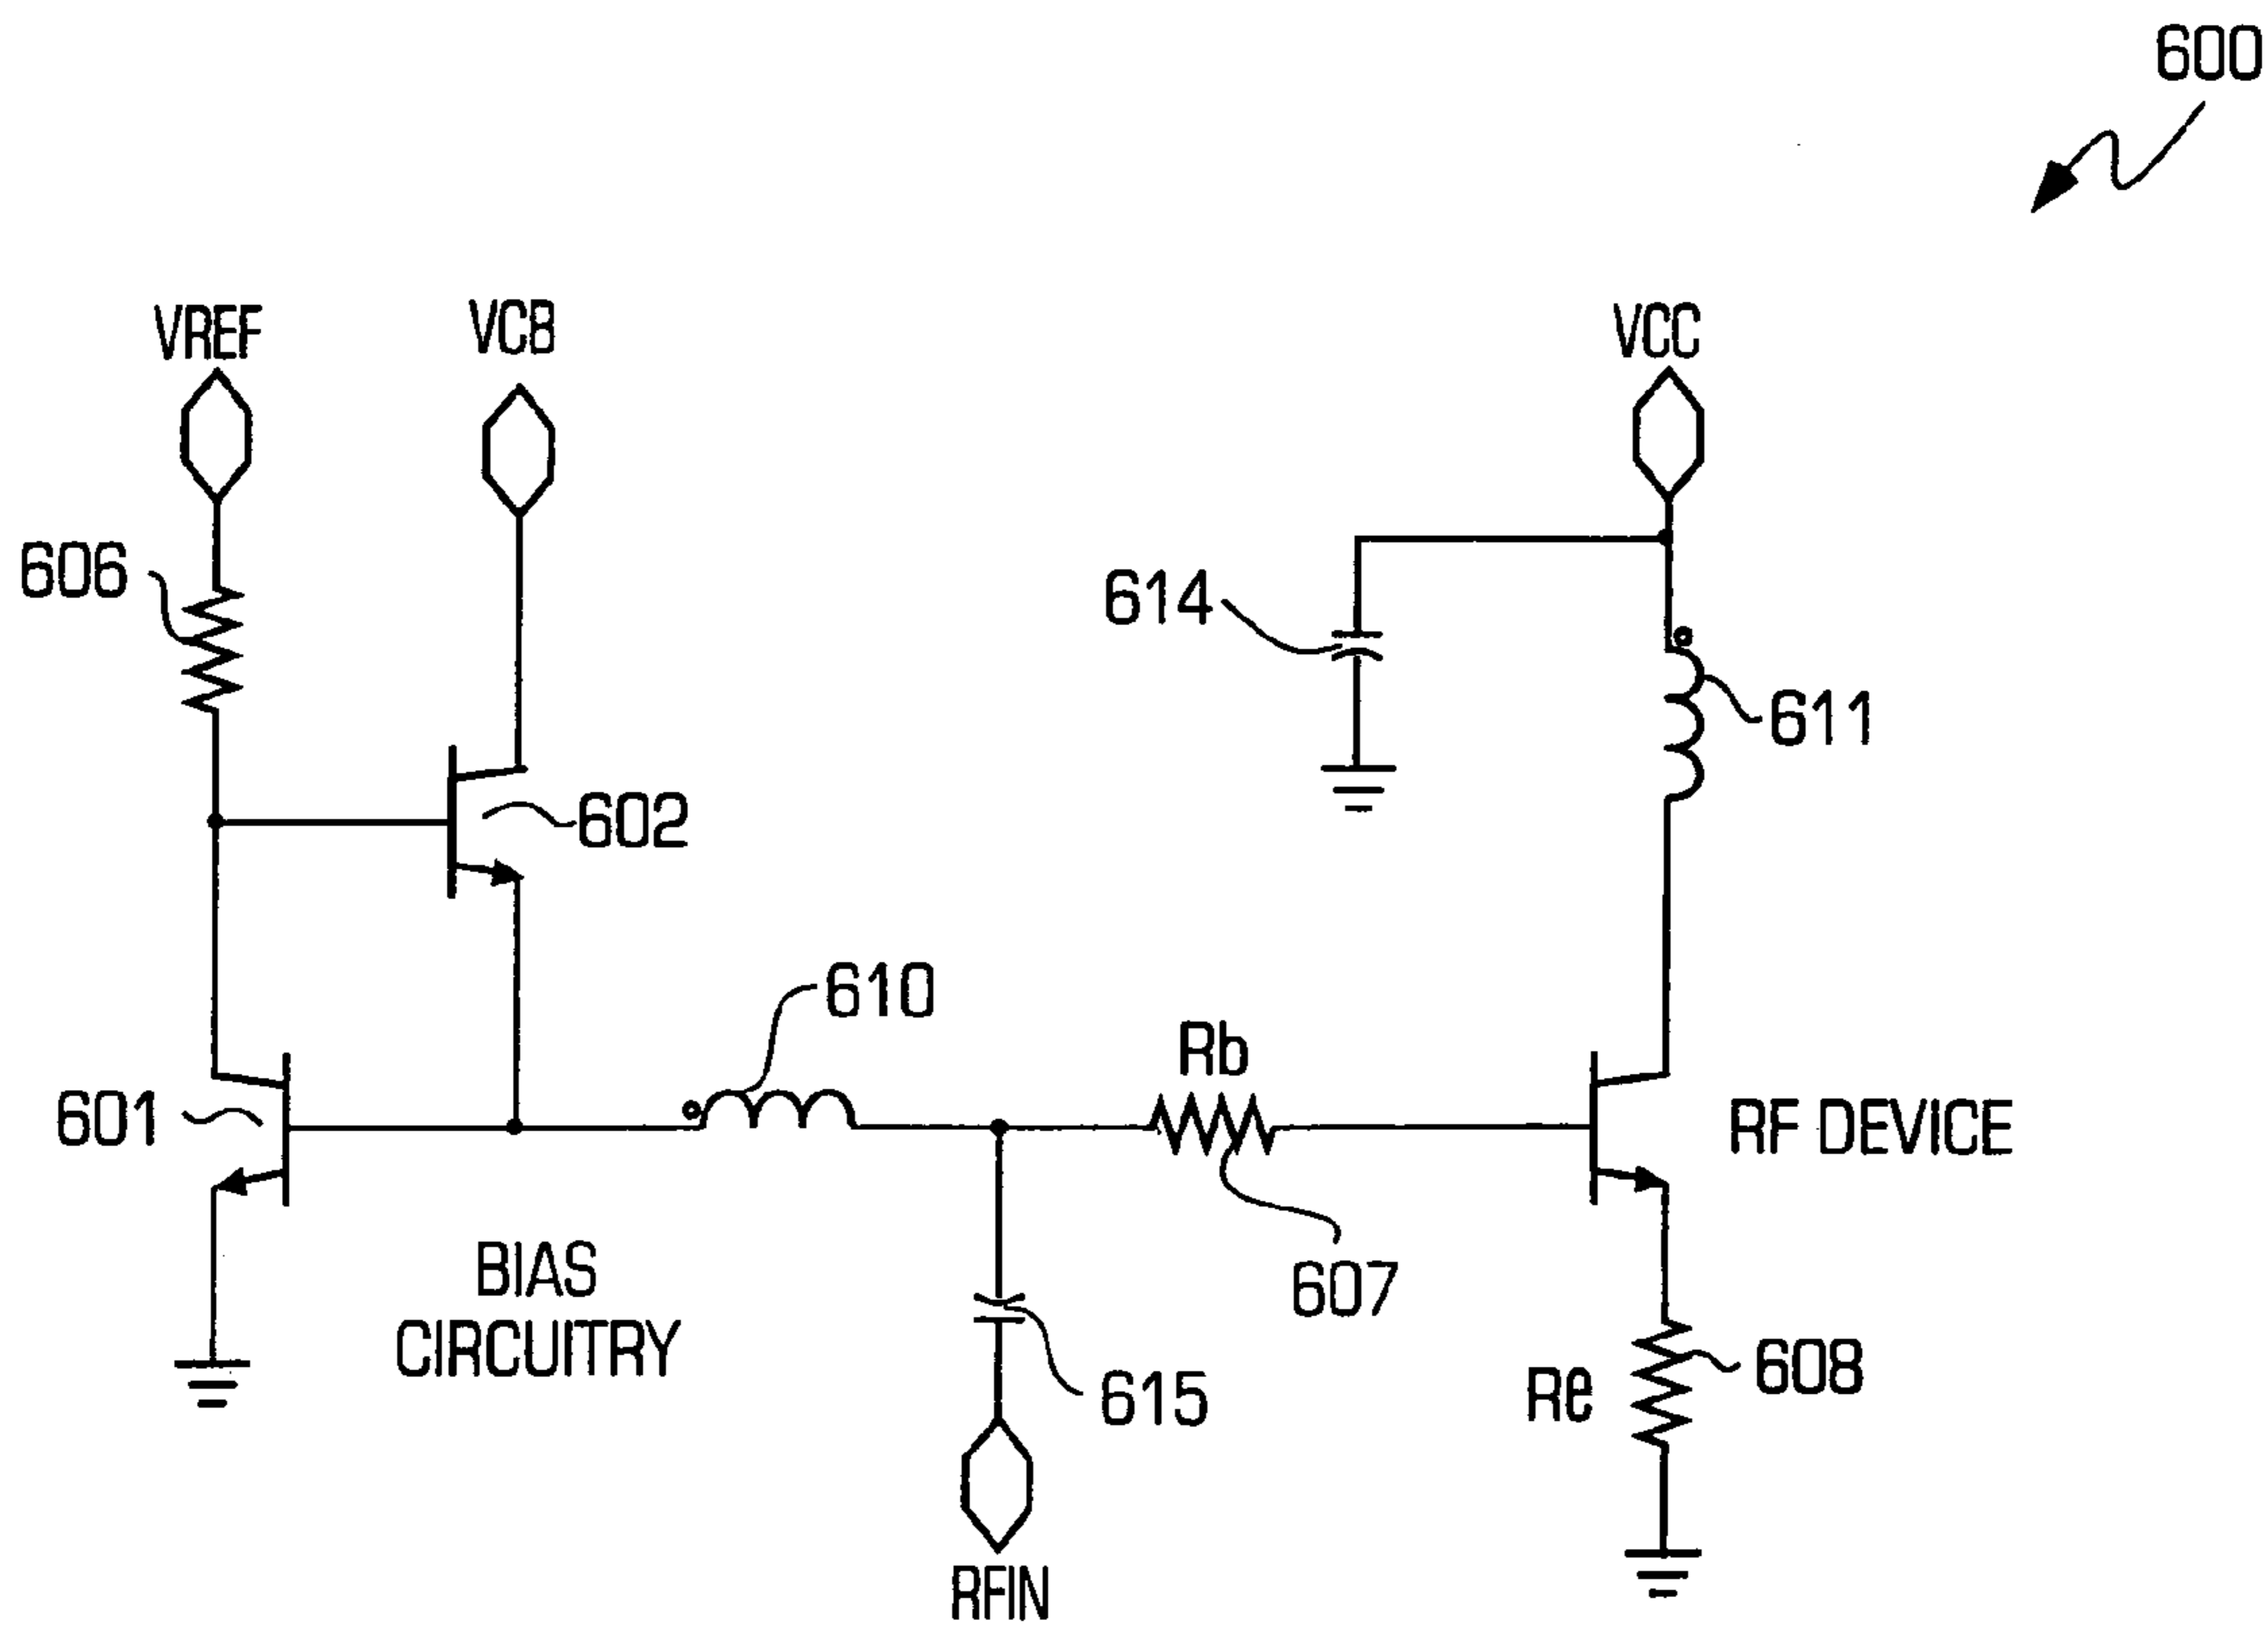 600
VREF
VCB
VCC
606
614
611
602
610
Rb
601
RF DEVICE
BIAS
CIRCUITRY
607
615
Re
608
RFIN